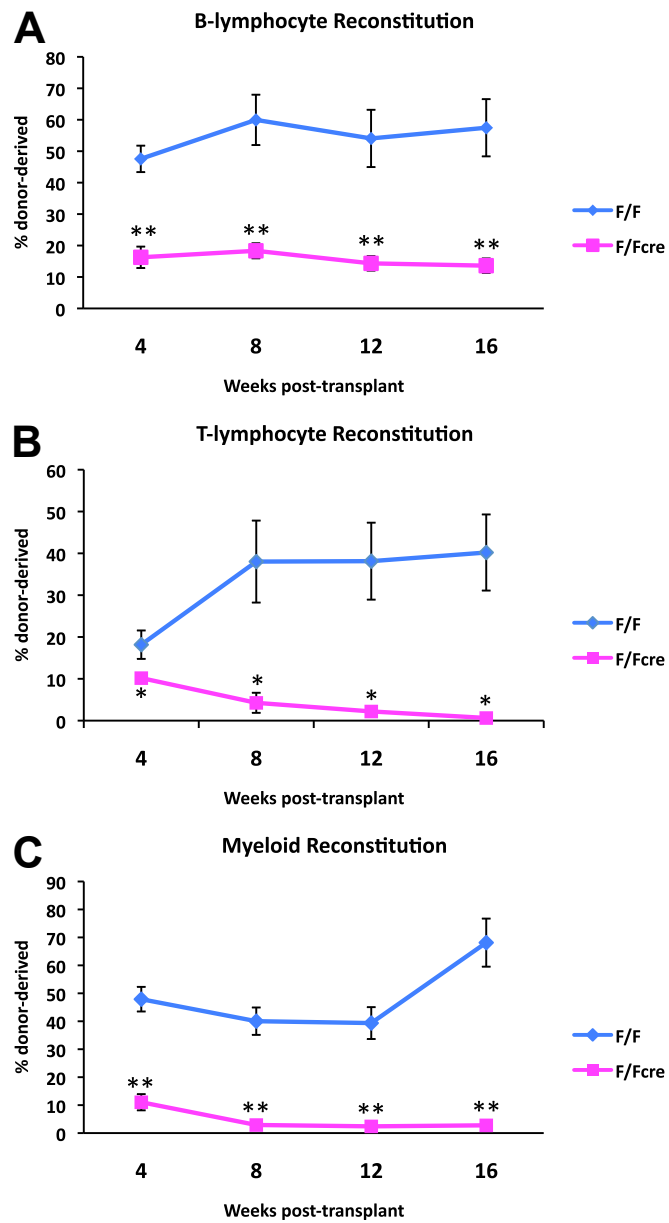 A
B-lymphocyte Reconstitution
80
70
60
50
40
30
20
10
0
% donor-derived
** ** ** **
F/F
F/Fcre
4 8 12 16
Weeks post-transplant
B
T-lymphocyte Reconstitution
60
50
40
30
20
10
0
% donor-derived
* * * *
F/F
F/Fcre
4 8 12 16
Weeks post-transplant
C
Myeloid Reconstitution
90
80
70
60
50
40
30
20
10
0
% donor-derived
** ** ** **
F/F
F/Fcre
4 8 12 16
Weeks post-transplant